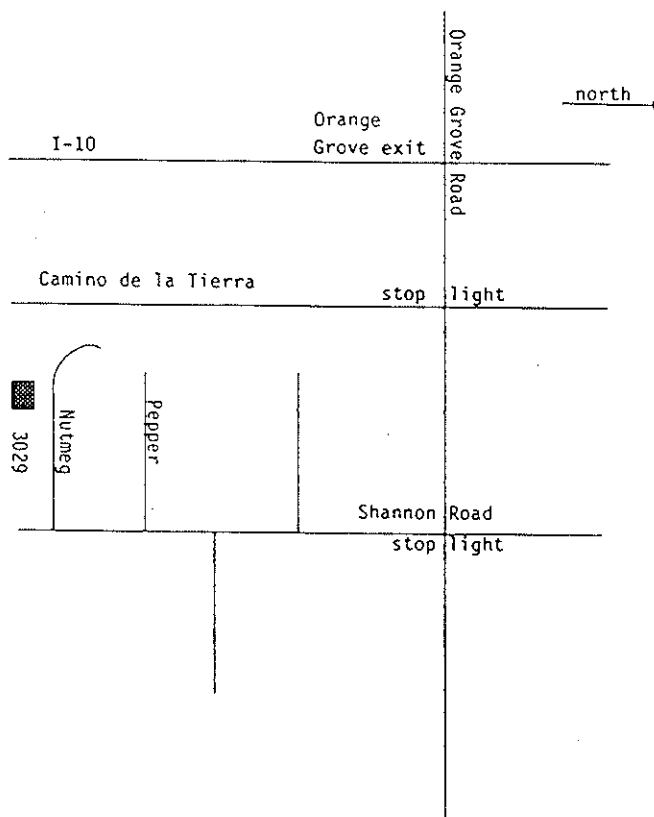 Orange Grove Road
north
Orange
Grove exit
I-10
Camino de la Tierra
stop light
Nutmeg
Pepper
3029
Shannon Road
stop light